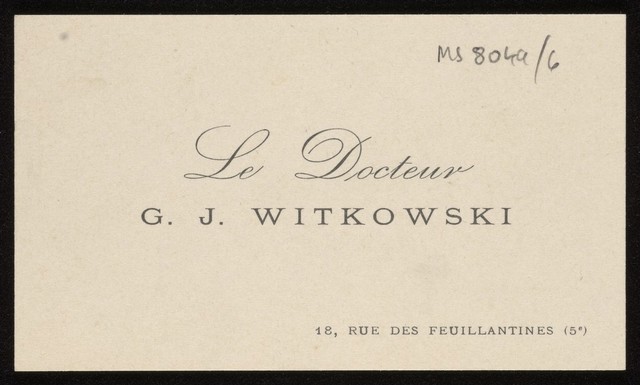 MS 8049/6
Le Docteur
G. J. WITKOWSKI
18, RUE DES FEUILLANTINES (5e)